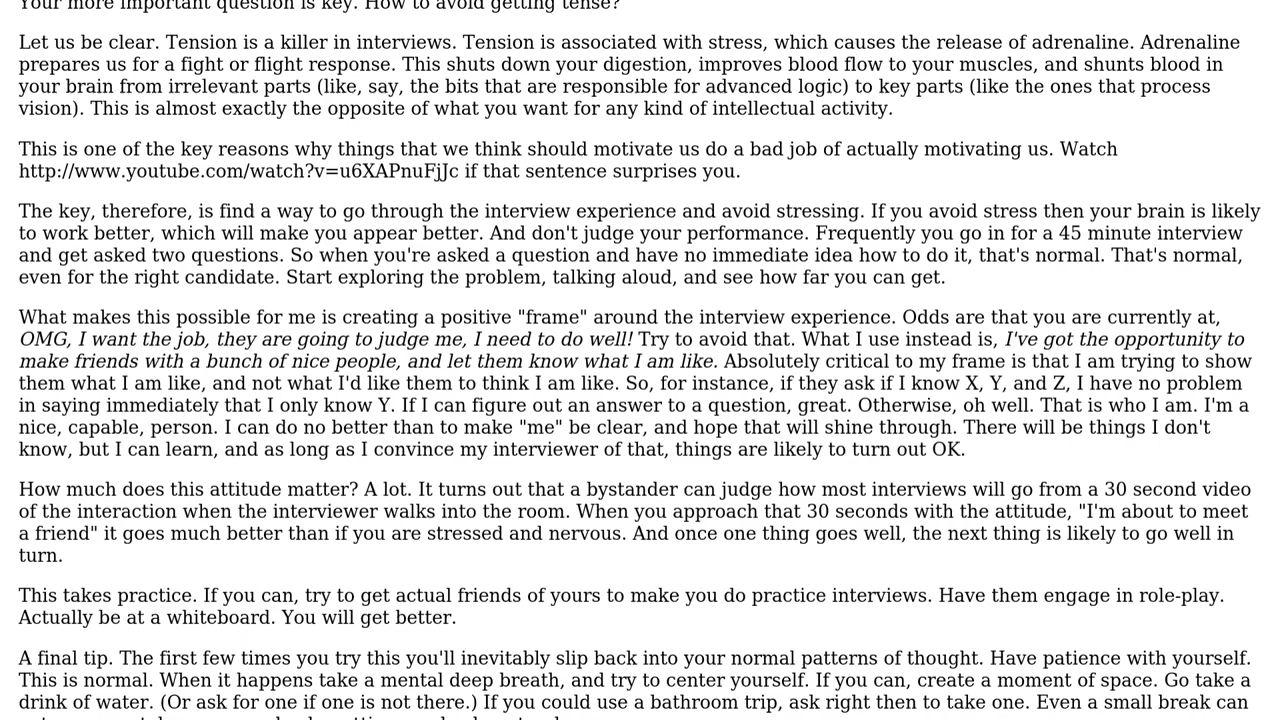 Your more important question is key. How to avoid getting tense?
Let us be clear. Tension is a killer in interviews. Tension is associated with stress, which causes the release of adrenaline. Adrenaline
prepares us for a fight or flight response. This shuts down your digestion, improves blood flow to your muscles, and shunts blood in
your brain from irrelevant parts (like, say, the bits that are responsible for advanced logic) to key parts (like the ones that process
vision). This is almost exactly the opposite of what you want for any kind of intellectual activity.
This is one of the key reasons why things that we think should motivate us do a bad job of actually motivating us. Watch
http://www.youtube.com/watch?v=u6XAPnuFjJc if that sentence surprises you.
The key, therefore, is find a way to go through the interview experience and avoid stressing. If you avoid stress then your brain is likely
to work better, which will make you appear better. And don't judge your performance. Frequently you go in for a 45 minute interview
and get asked two questions. So when you're asked a question and have no immediate idea how to do it, that's normal. That's normal,
even for the right candidate. Start exploring the problem, talking aloud, and see how far you can get.
What makes this possible for me is creating a positive "frame" around the interview experience. Odds are that you are currently at,
OMG, I want the job, they are going to judge me, I need to do well! Try to avoid that. What I use instead is, I've got the opportunity to
make friends with a bunch of nice people, and let them know what I am like. Absolutely critical to my frame is that I am trying to show
them what I am like, and not what I'd like them to think I am like. So, for instance, if they ask if I know X, Y, and Z, I have no problem
in saying immediately that I only know Y. If I can figure out an answer to a question, great. Otherwise, oh well. That is who I am. I'm a
nice, capable, person. I can do no better than to make "me" be clear, and hope that will shine through. There will be things I don't
know, but I can learn, and as long as I convince my interviewer of that, things are likely to turn out OK.
How much does this attitude matter? A lot. It turns out that a bystander can judge how most interviews will go from a 30 second video
of the interaction when the interviewer walks into the room. When you approach that 30 seconds with the attitude, "I'm about to meet
a friend" it goes much better than if you are stressed and nervous. And once one thing goes well, the next thing is likely to go well in
turn.
This takes practice. If you can, try to get actual friends of yours to make you do practice interviews. Have them engage in role-play.
Actually be at a whiteboard. You will get better.
A final tip. The first few times you try this you'll inevitably slip back into your normal patterns of thought. Have patience with yourself.
This is normal. When it happens take a mental deep breath, and try to center yourself. If you can, create a moment of space. Go take a
drink of water. (Or ask for one if one is not there.) If you could use a bathroom trip, ask right then to take one. Even a small break can